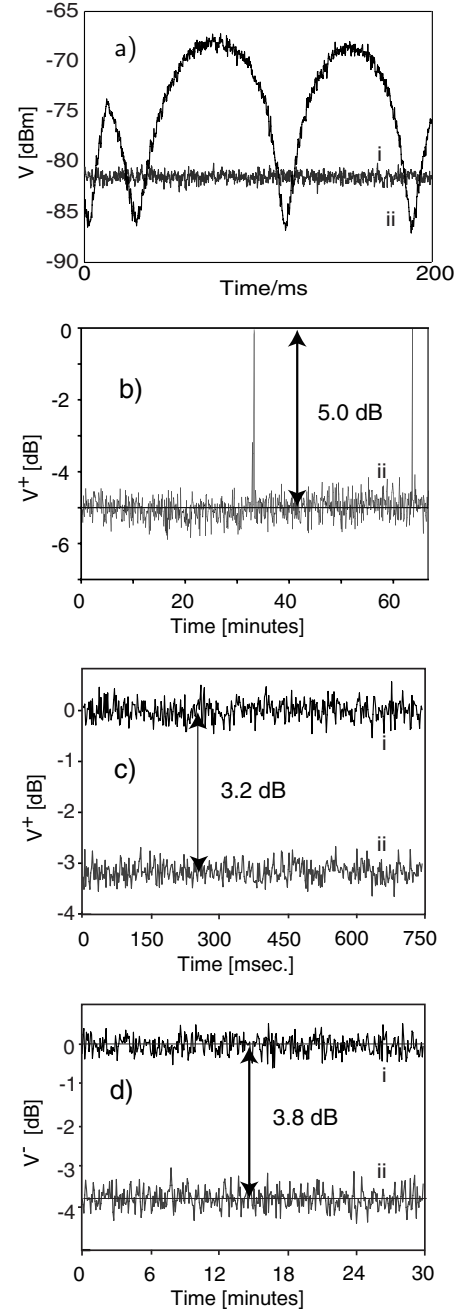 -65
a)
-70
-75
V [dBm]
-80
i
-85
ii
-90
0
200
Time/ms
0
b)
-2
5.0 dB
V+ [dB]
-4
ii
-6
0
20
40
60
Time [minutes]
0
i
-1
c)
V+ [dB]
-2
3.2 dB
ii
-3
-4
0
150
300
450
600
750
Time [msec.]
0
i
-1
d)
V- [dB]
-2
3.8 dB
ii
-3
-4
0
6
12
18
24
30
Time [minutes]